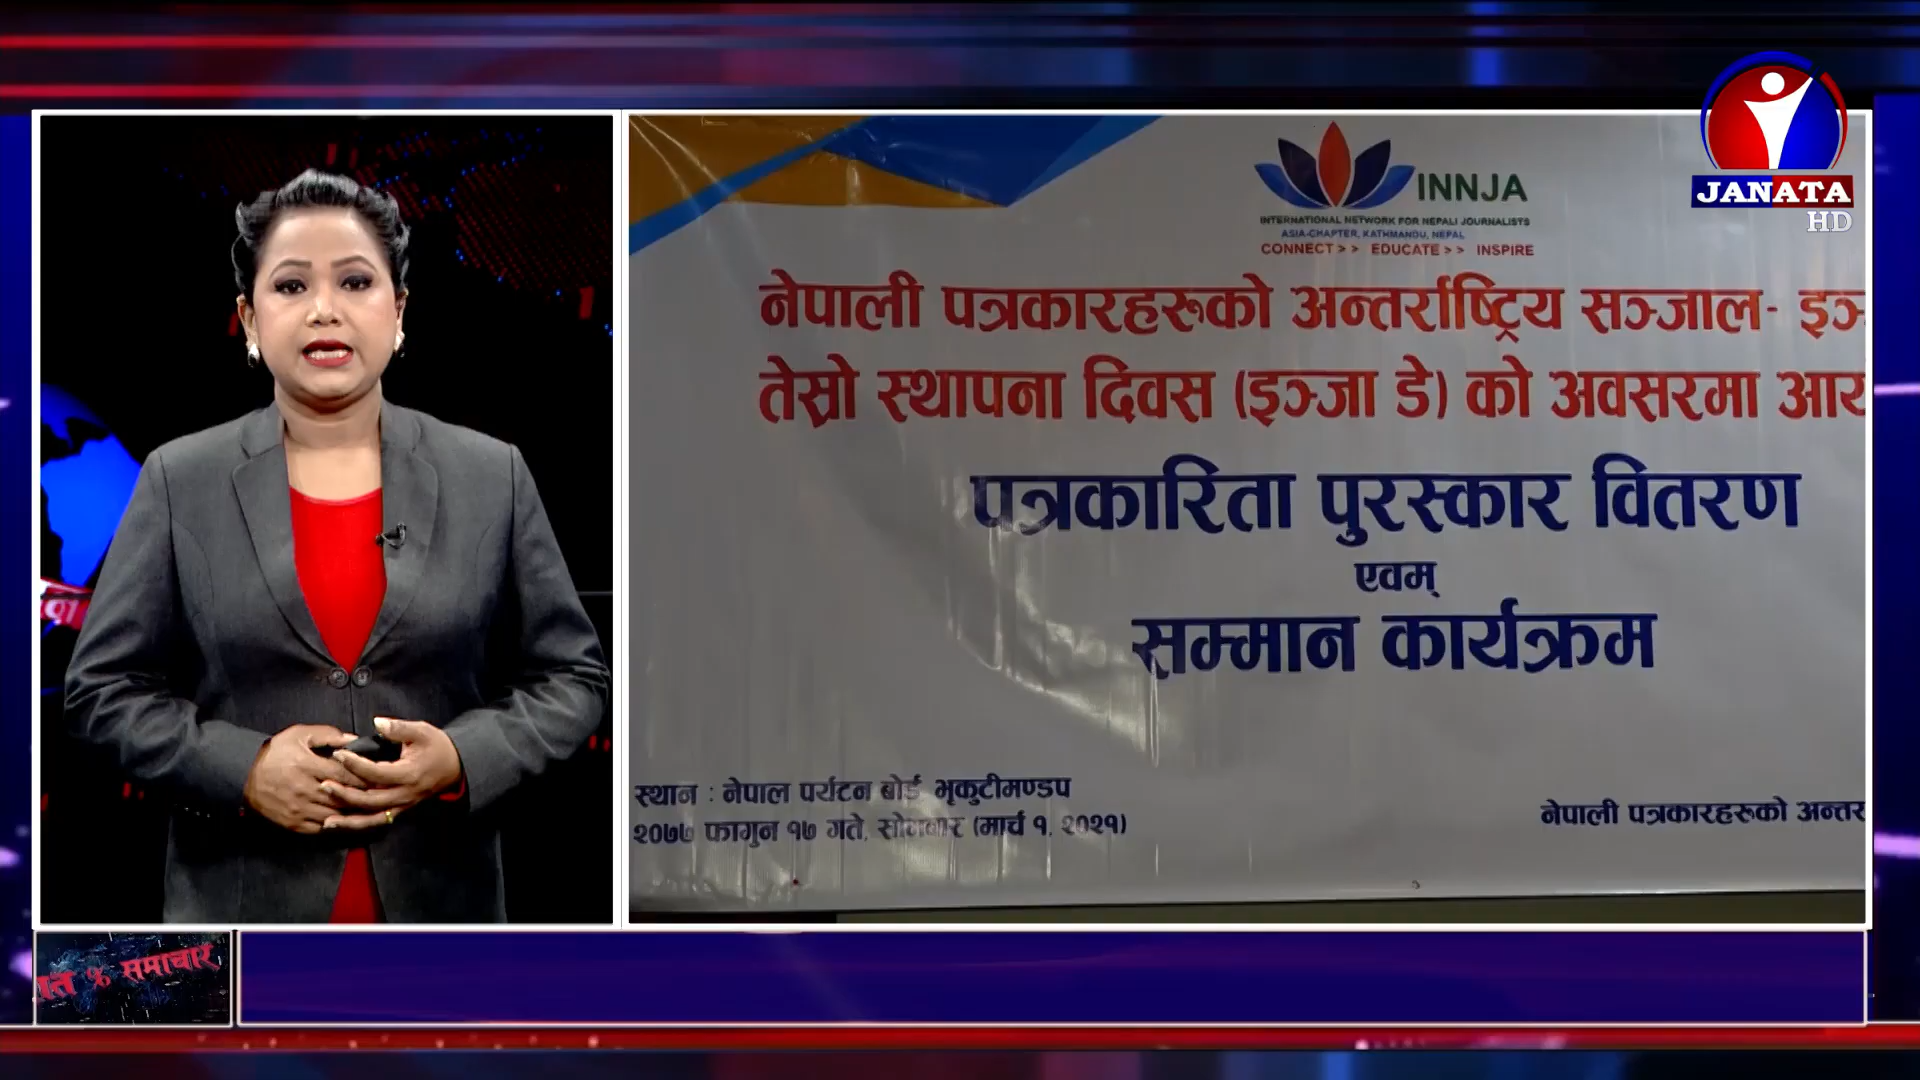 JANATA
HD
INNJA
INTERNATIONAL NETWORK FOR NEPALI JOURNALISTS
ASIA-CHAPTER, KATHMANDU, NEPAL
CONNECT >> EDUCATE >> INSPIRE
नेपाली पत्रकारहरुको अन्तर्राष्ट्रिय सञ्जाल-
तेस्रो स्थापना दिवस (इञ्जा डे) को अवसरमा
पत्रकारिता पुरस्कार वितरण
एवम्
सम्मान कार्यक्रम
स्थान : नेपाल पर्यटन बोर्ड भृकुटीमण्डप
२०७७ फागुन १७ गते, सोमबार (मार्च १, २०२१)
नेपाली पत्रकारहरुको
समाचार